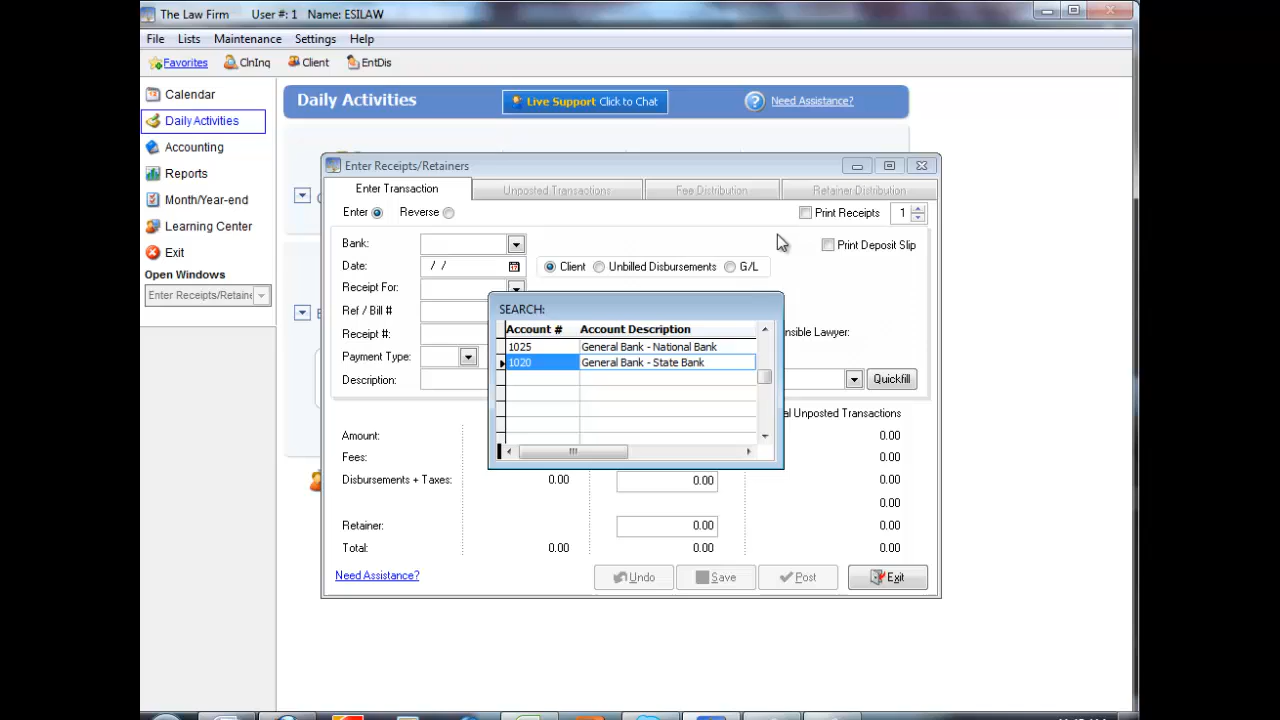 The Law Firm User #: 1 Name: ESILAW
File Lists Maintenance Settings Help
Favorites ClnInq Client EntDis
Calendar
Daily Activities
Accounting
Reports
Month/Year-end
Learning Center
Exit
Open Windows
Enter Receipts/Retaine
Daily Activities Live Support Click to Chat Need Assistance?
Enter Receipts/Retainers
Enter Transaction Unposted Transactions Fee Distribution Retainer Distribution
Enter Reverse Print Receipts 1
Bank: Print Deposit Slip
Date: / / Client Unbilled Disbursements G/L
Receipt For:
Ref / Bill #
Receipt #: sible Lawyer:
Payment Type:
Description: Quickfill
SEARCH:
Account # Account Description
1025 General Bank - National Bank
1020 General Bank - State Bank
al Unposted Transactions
Amount: 0.00
Fees: 0.00
Disbursements + Taxes: 0.00 0.00 0.00
0.00
Retainer: 0.00 0.00
Total: 0.00 0.00 0.00
Need Assistance? Undo Save Post Exit